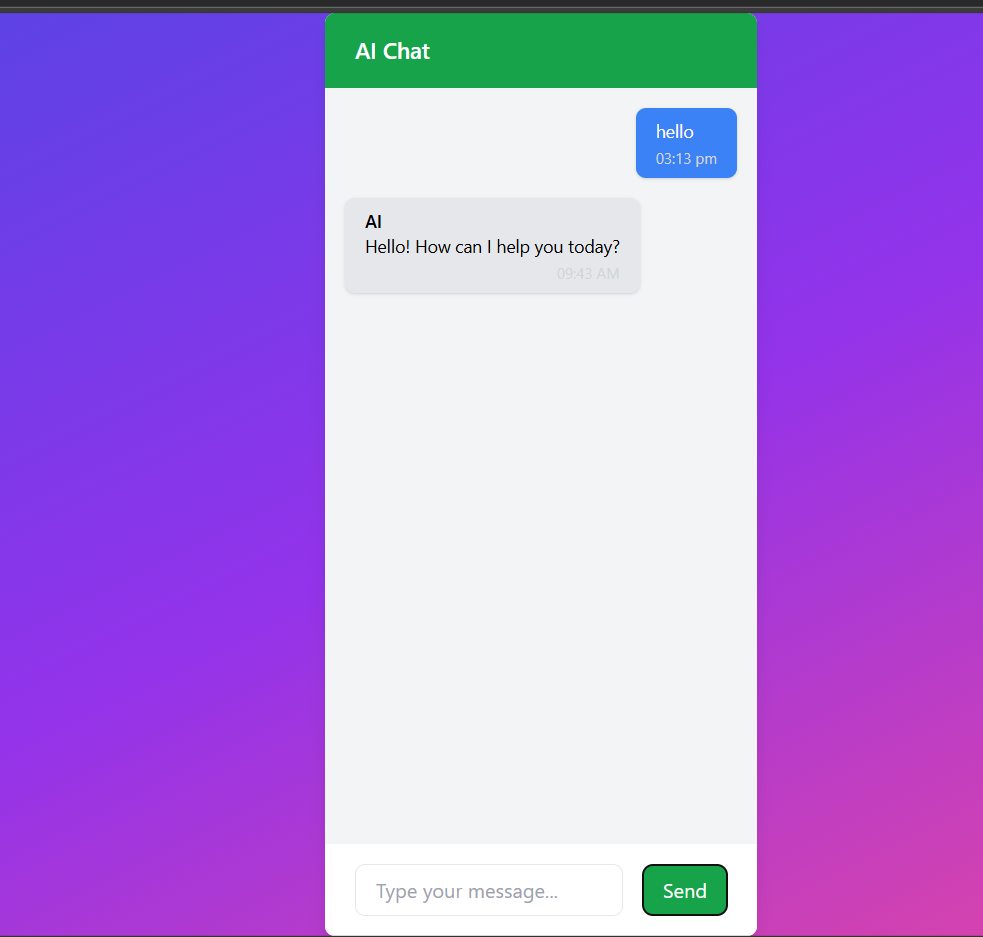 AI Chat
hello
03:13 pm
AI
Hello! How can I help you today?
09:43 AM
Type your message...
Send